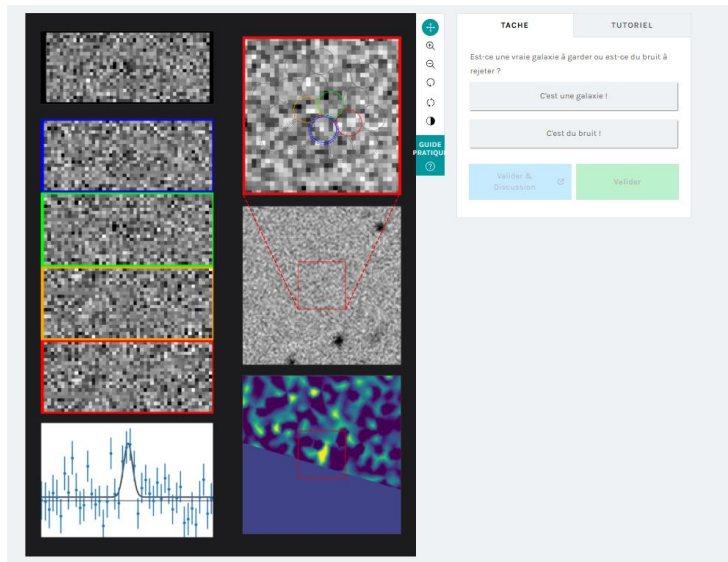 TACHE
TUTORIEL
Est-ce une vraie galaxie à garder ou est-ce du bruit à
rejeter ?
C'est une galaxie !
C'est du bruit !
GUIDE
PRATIQUE
Valider &
Discussion
Valider